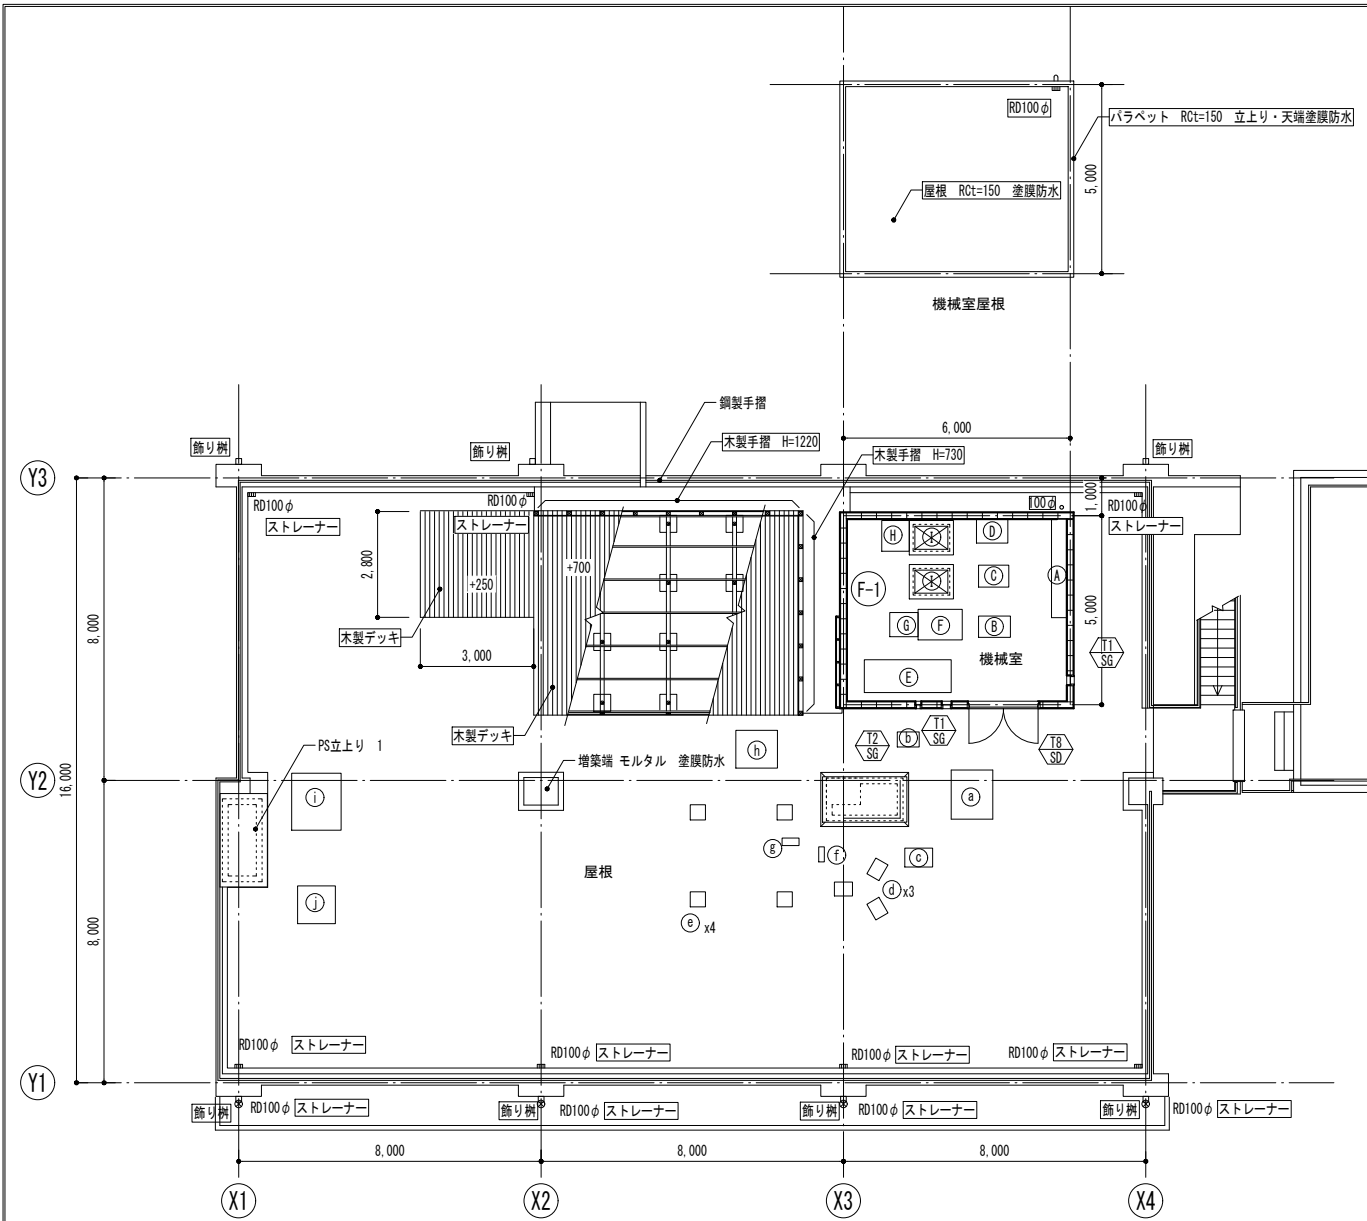 RD100φ
パラペット RCt=150 立上り・天端塗膜防水
5,000
屋根 RCt=150 塗膜防水
機械室屋根
鋼製手摺
6,000
木製手摺 H=1220
木製手摺 H=730
飾り桝
飾り桝
飾り桝
Y3
RD100φ
ストレーナー
RD100φ
ストレーナー
100φ
1,000
RD100φ
ストレーナー
H
I
D
2,800
+250
+700
I
C
A
F-1
5,000
8,000
木製デッキ
G
F
B
3,000
機械室
T1
SG
E
PS立上り 1
木製デッキ
h
T2
SG
b
T1
SG
T8
SD
増築端 モルタル 塗膜防水
Y2
16,000
i
a
g
f
c
屋根
j
d x3
e x4
8,000
RD100φ ストレーナー
RD100φ ストレーナー
RD100φ ストレーナー
RD100φ ストレーナー
Y1
飾り桝 RD100φ ストレーナー
飾り桝 RD100φ ストレーナー
飾り桝 RD100φ ストレーナー
飾り桝 RD100φ ストレーナー
8,000
8,000
8,000
X1
X2
X3
X4